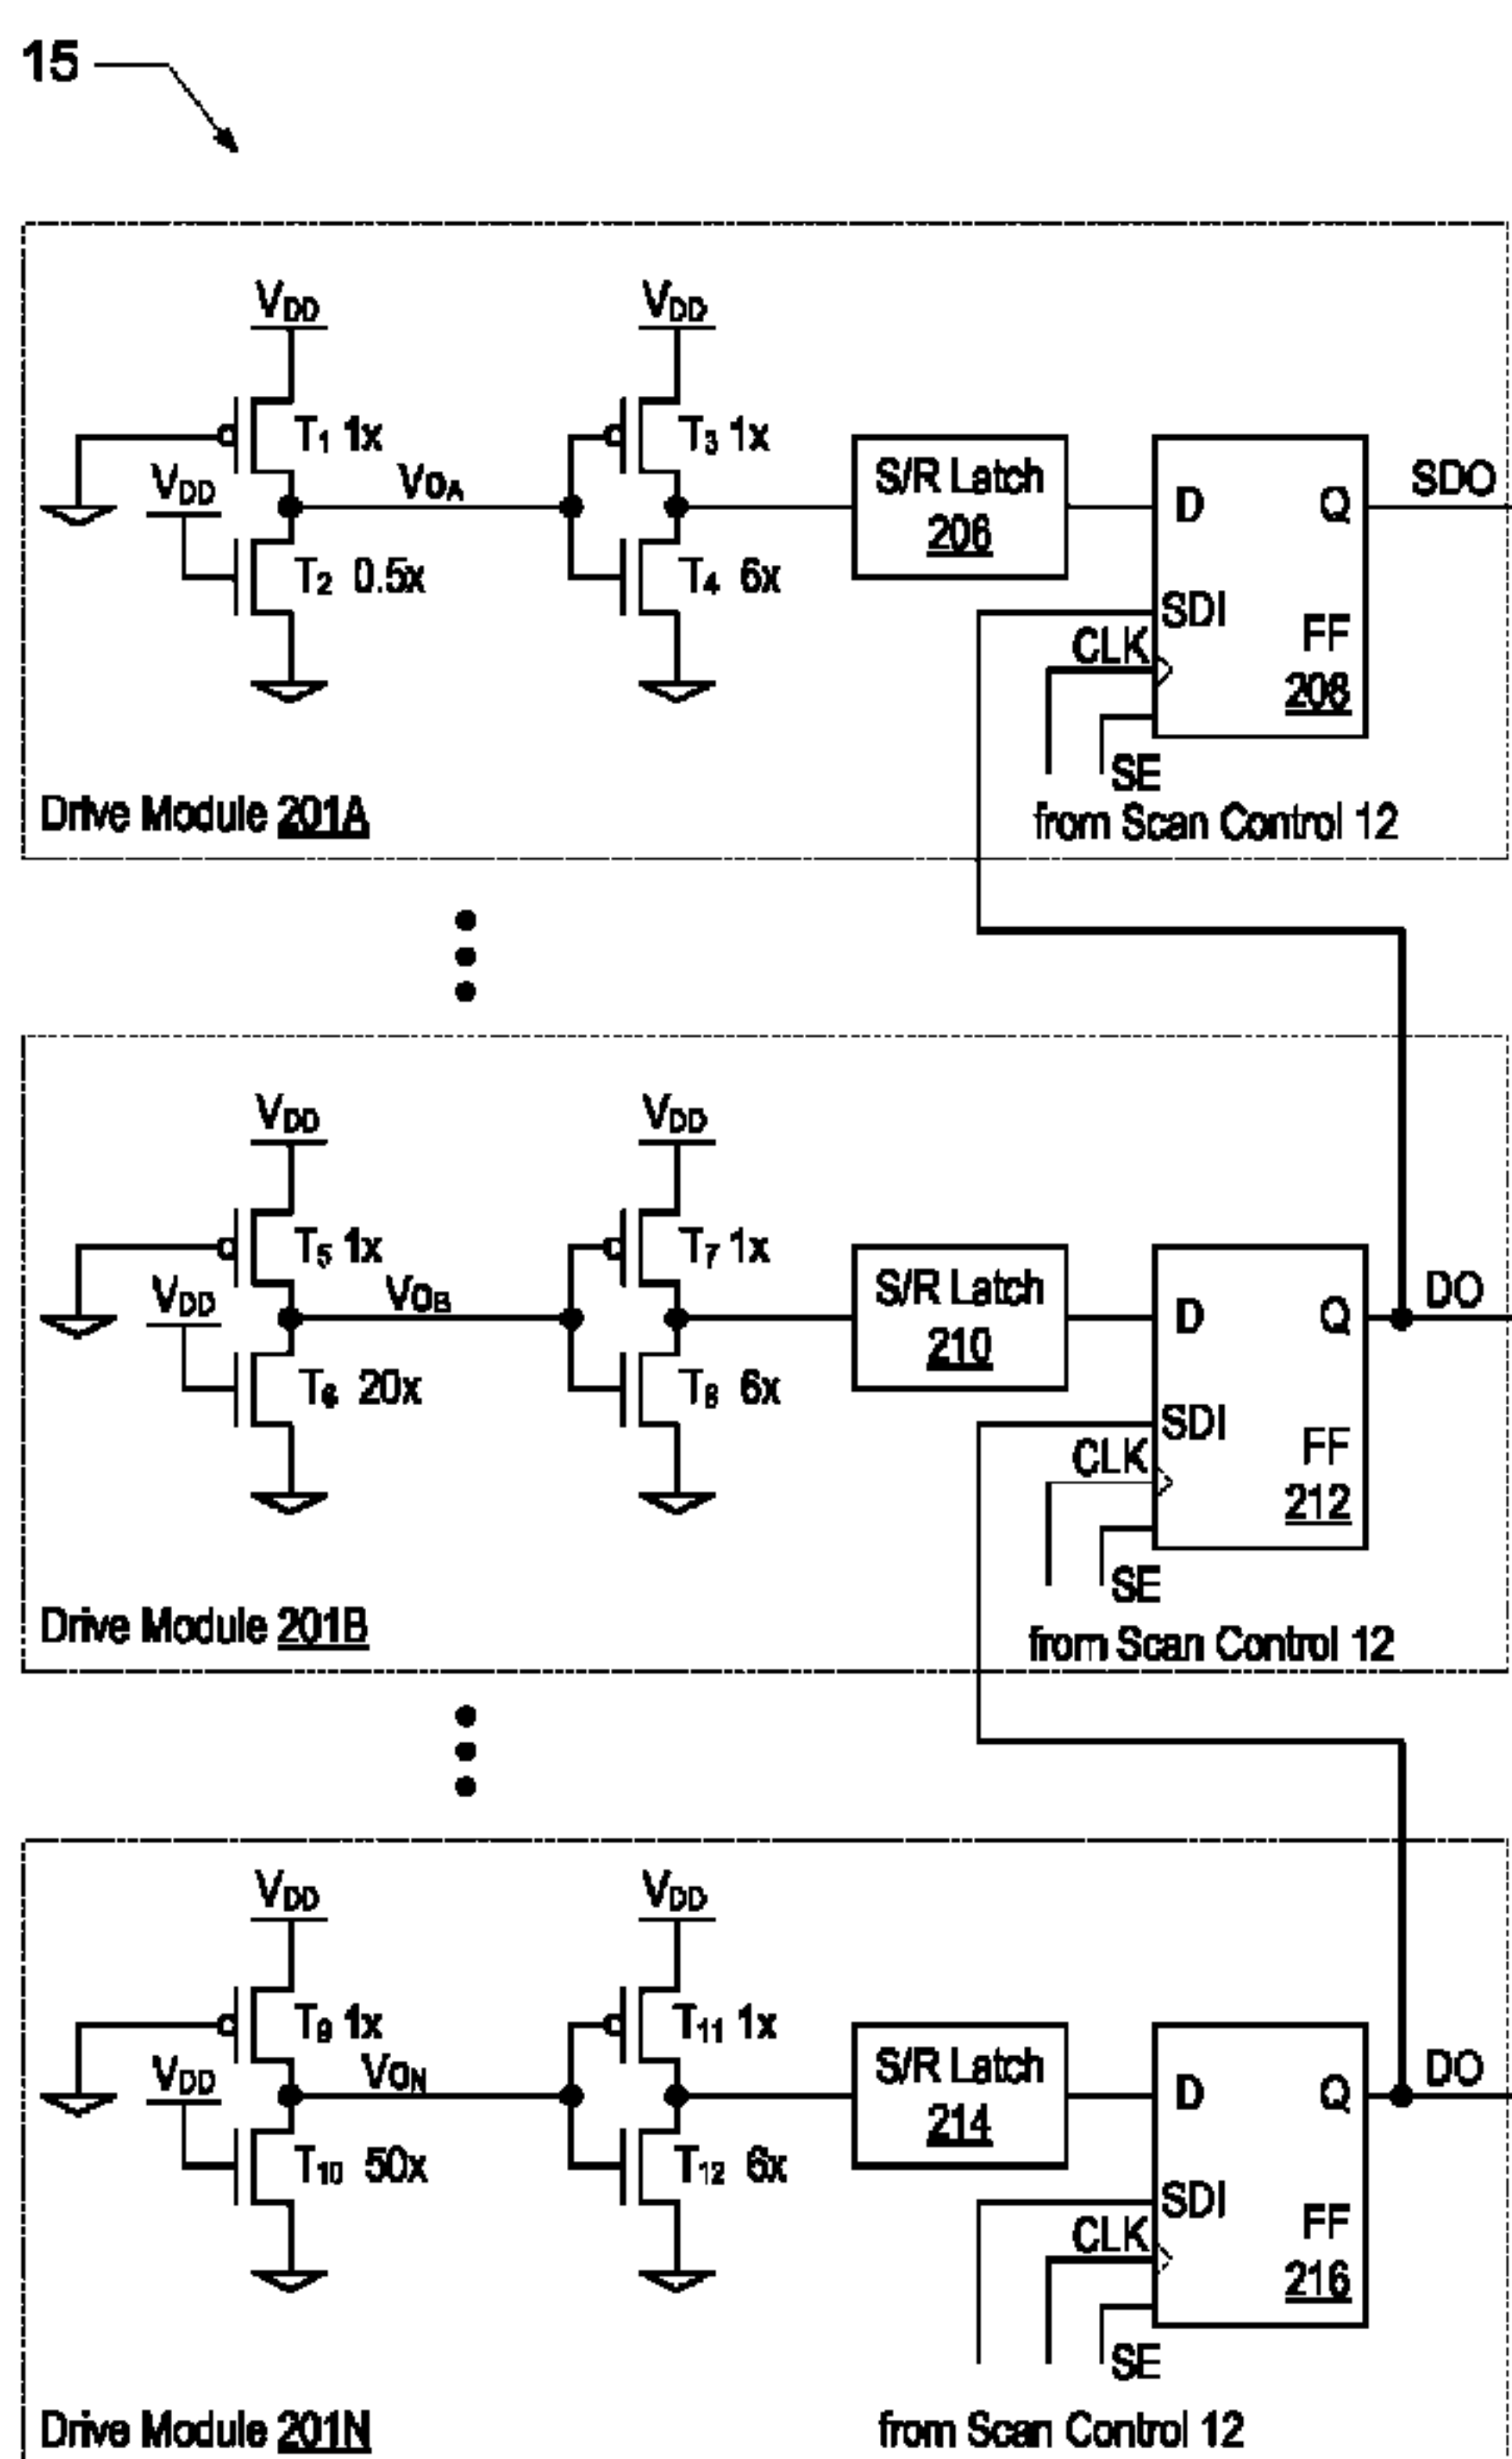 15
VDD
VDD
T1 1x
T3 1x
VDD
VOA
S/R Latch
206
D
Q
SDO
T2 0.5x
T4 6x
SDI
CLK
FF
208
SE
Drive Module 201A
from Scan Control 12
VDD
VDD
T5 1x
T7 1x
VDD
VOB
S/R Latch
210
D
Q
DO
T6 20x
T8 6x
SDI
CLK
FF
212
SE
Drive Module 201B
from Scan Control 12
VDD
VDD
T9 1x
T11 1x
VDD
VON
S/R Latch
214
D
Q
DO
T10 50x
T12 6x
SDI
CLK
FF
216
SE
Drive Module 201N
from Scan Control 12